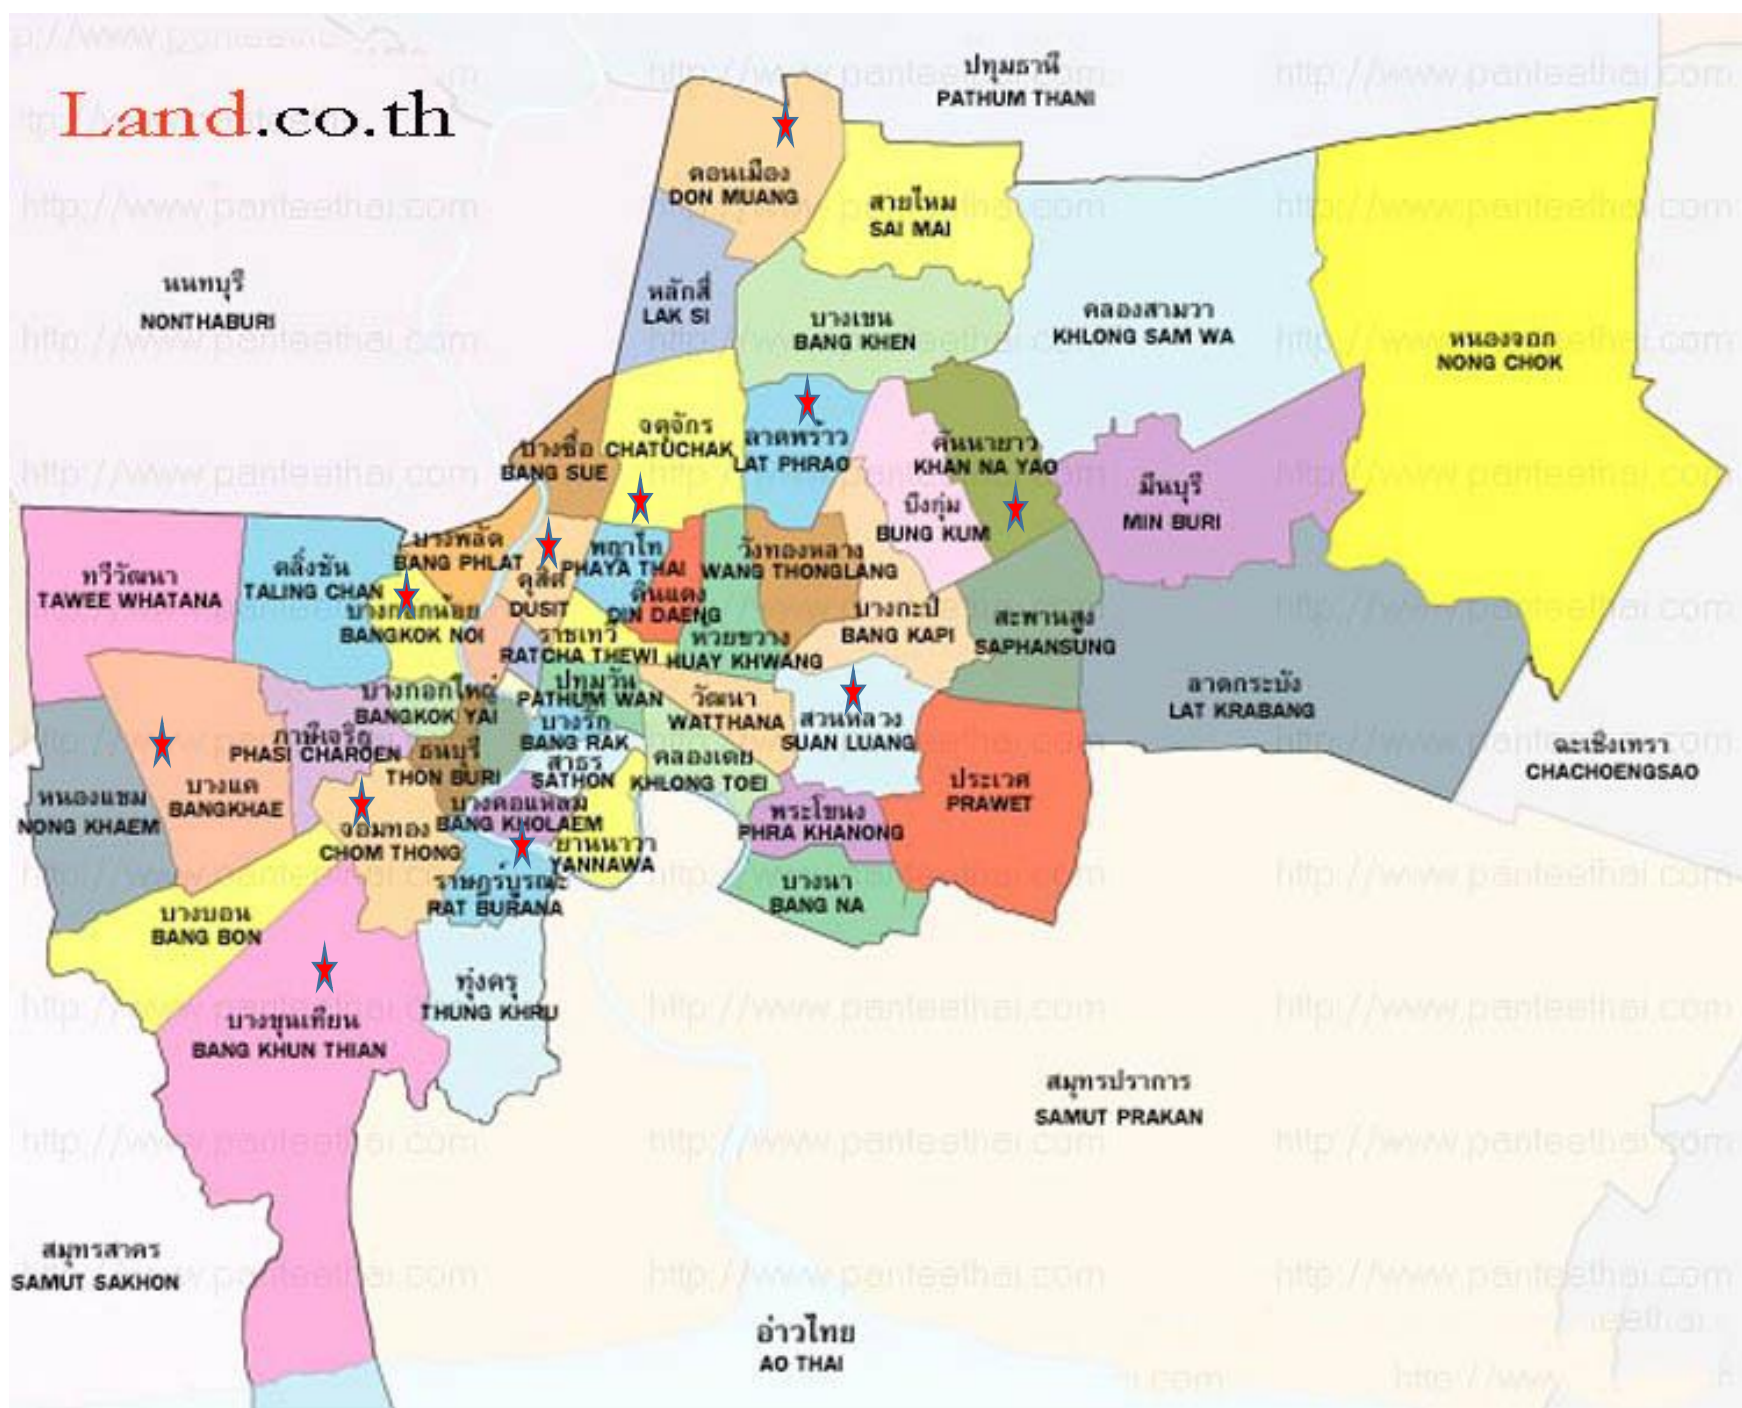 Land.co.th
ปทุมธานี
PATHUM THANI
ดอนเมือง
DON MUANG
สายไหม
SAI MAI
นนทบุรี
NONTHABURI
หลักสี่
LAK SI
บางเขน
BANG KHEN
คลองสามวา
KHLONG SAM WA
หนองจอก
NONG CHOK
บางซื่อ
BANG SUE
จตุจักร
CHATUCHAK
ลาดพร้าว
LAT PHRAO
คันนายาว
KHAN NA YAO
บึงกุ่ม
BUNG KUM
มีนบุรี
MIN BURI
ทวีวัฒนา
TAWEE WHATANA
ตลิ่งชัน
TALING CHAN
บางพลัด
BANG PHLAT
บางกอกน้อย
BANGKOK NOI
ดุสิต
DUSIT
พญาไท
PHAYA THAI
ดินแดง
DIN DAENG
วังทองหลาง
WANG THONGLANG
ราชเทวี
RATCHA THEWI
ห้วยขวาง
HUAY KHWANG
บางกะปิ
BANG KAPI
สะพานสูง
SAPHANSUNG
ลาดกระบัง
LAT KRABANG
บางกอกใหญ่
BANGKOK YAI
ปทุมวัน
PATHUM WAN
วัฒนา
WATTHANA
สวนหลวง
SUAN LUANG
ภาษีเจริญ
PHASI CHAROEN
ธนบุรี
THON BURI
บางรัก
BANG RAK
สาธร
SATHON
คลองเตย
KHLONG TOEI
ประเวศ
PRAWET
ฉะเชิงเทรา
CHACHOENGSAO
หนองแขม
NONG KHAEM
บางแค
BANGKHAE
จอมทอง
CHOM THONG
บางคอแหลม
BANG KHOLAEM
ยานนาวา
YANNAWA
พระโขนง
PHRA KHANONG
บางนา
BANG NA
ราษฎร์บูรณะ
RAT BURANA
บางบอน
BANG BON
ทุ่งครุ
THUNG KHRU
บางขุนเทียน
BANG KHUN THIAN
สมุทรปราการ
SAMUT PRAKAN
สมุทรสาคร
SAMUT SAKHON
อ่าวไทย
AO THAI
http://www.panteethai.com